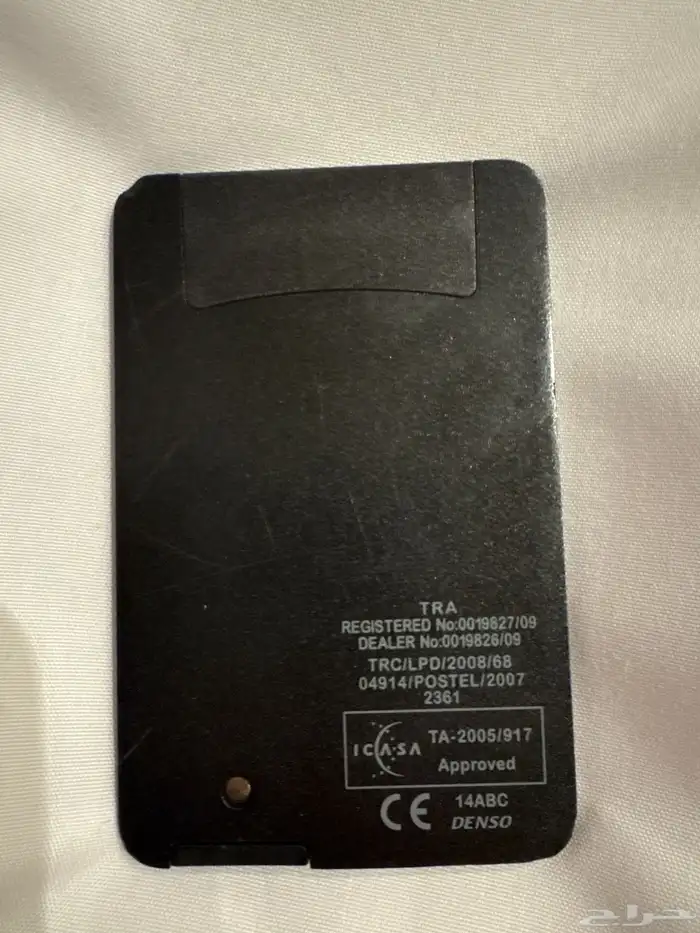 TRA
REGISTERED No:0019827/09
DEALER No:0019826/09
TRC/LPD/2008/68
04914/POSTEL/2007
2361
ICASA TA-2005/917
Approved
CE 14ABC
DENSO
حراج